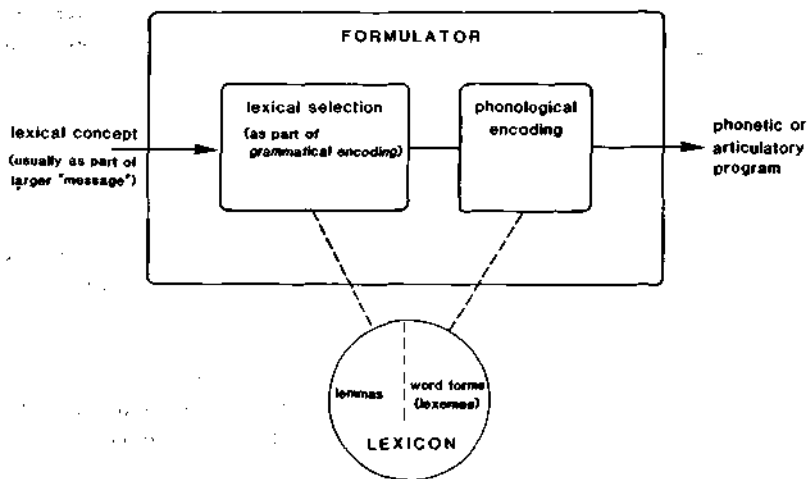 FORMULATOR
lexical concept
(usually as part of
larger "message")
lexical selection
(as part of
grammatical encoding)
phonological
encoding
phonetic or
articulatory
program
lemmas
word forms
(lexemes)
LEXICON